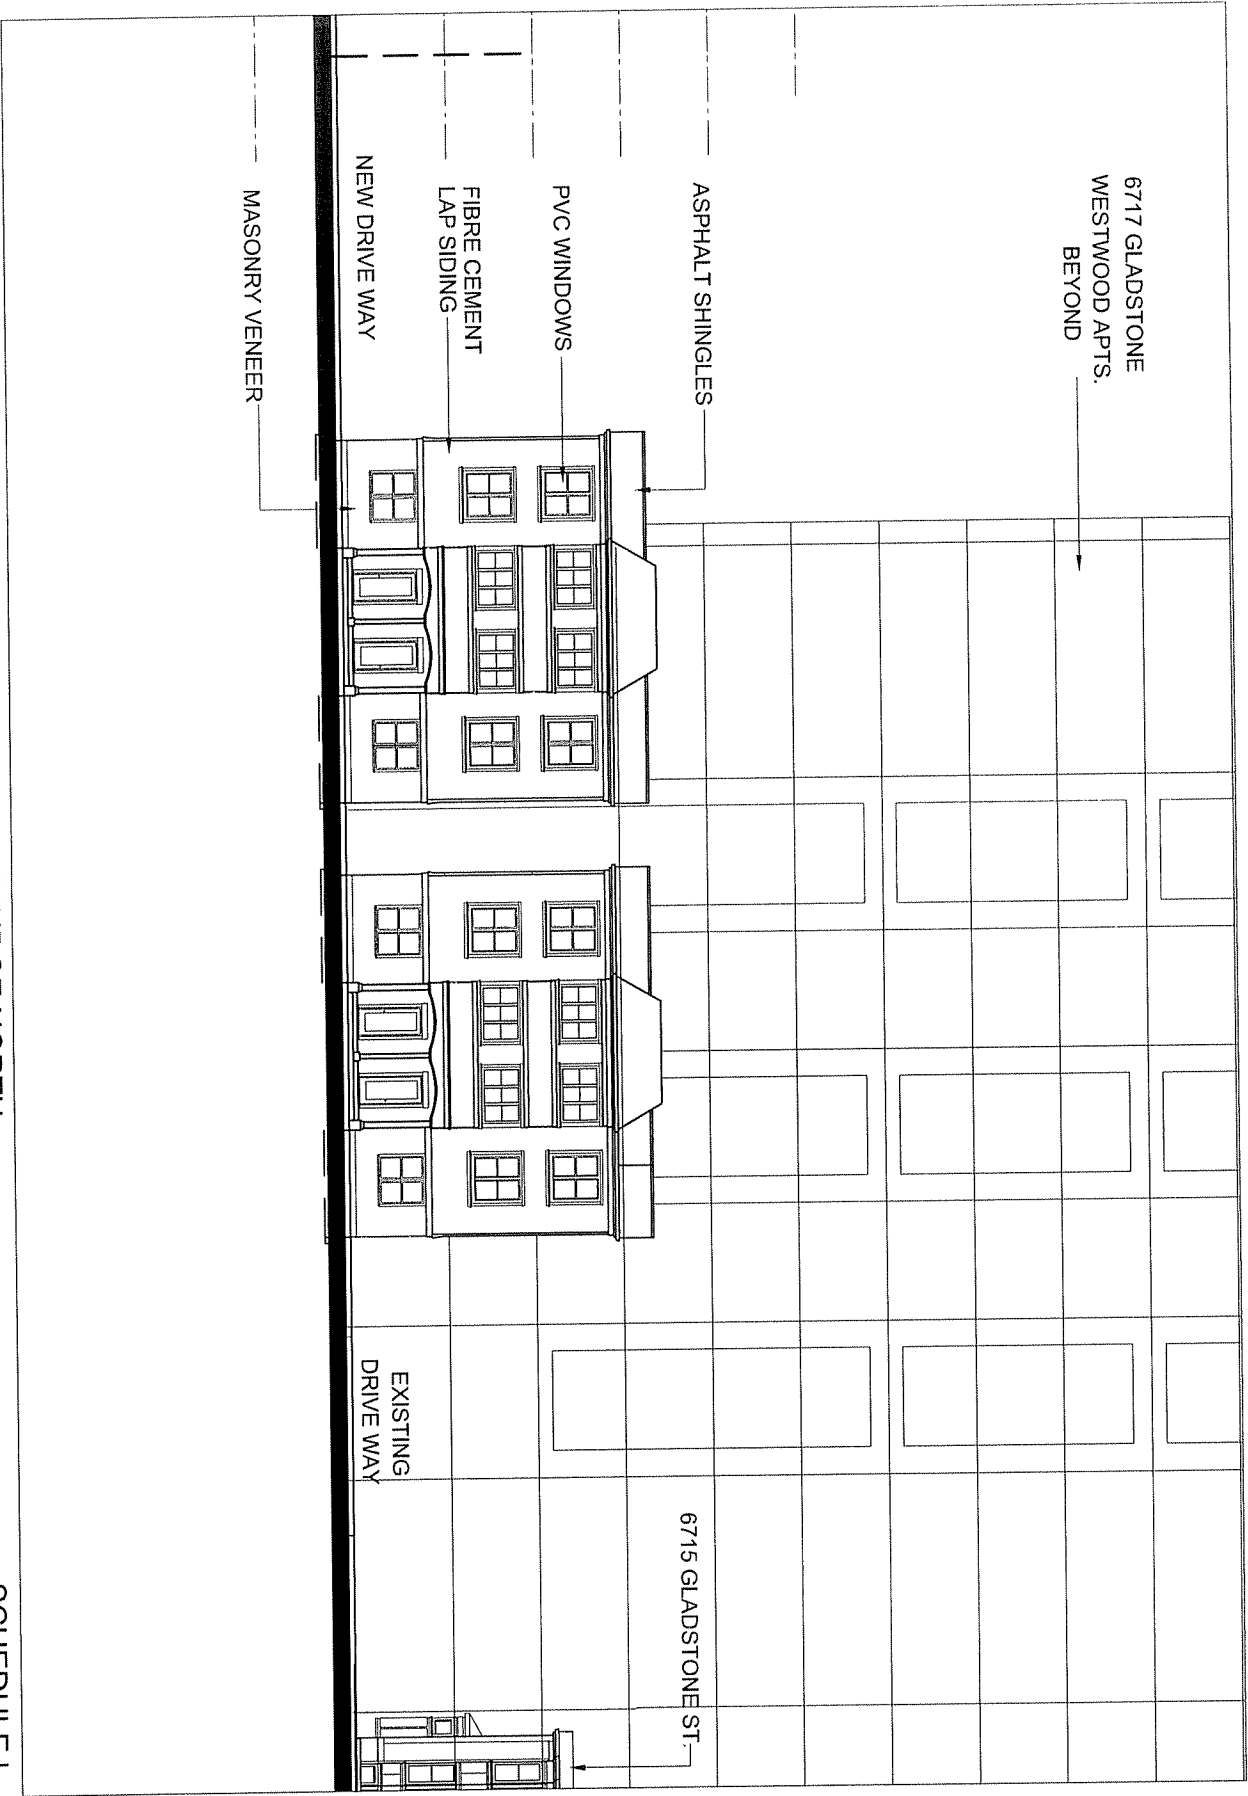 6717 GLADSTONE
WESTWOOD APTS.
BEYOND
ASPHALT SHINGLES
PVC WINDOWS
FIBRE CEMENT
LAP SIDING
NEW DRIVE WAY
MASONRY VENEER
6715 GLADSTONE ST.
EXISTING
DRIVE WAY